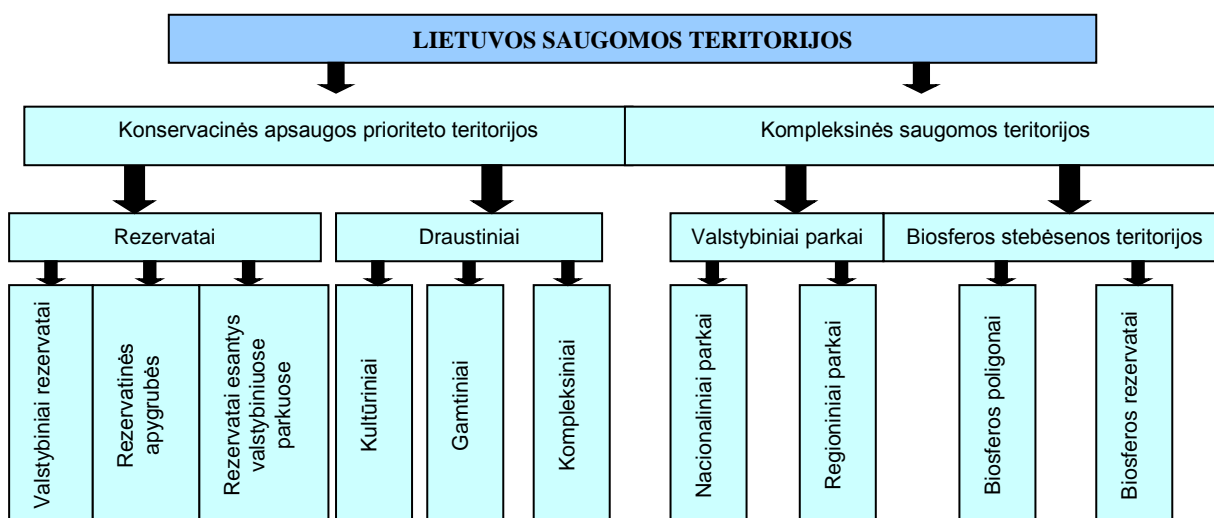 LIETUVOS SAUGOMOS TERITORIJOS
Konservacinės apsaugos prioriteto teritorijos
Kompleksinės saugomos teritorijos
Rezervatai
Draustiniai
Valstybiniai parkai
Biosferos stebėsenos teritorijos
Valstybiniai rezervatai
Rezervatinės
apygrubės
Rezervatai esantys
valstybiniuose
parkuose
Kultūriniai
Gamtiniai
Kompleksiniai
Nacionaliniai parkai
Regioniniai parkai
Biosferos poligonai
Biosferos rezervatai